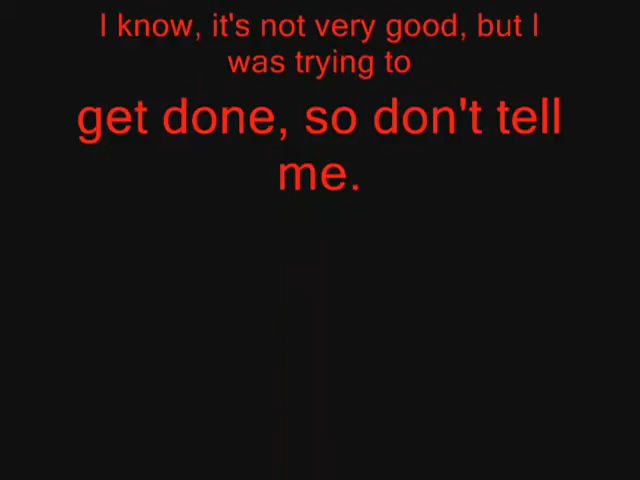 I know, it's not very good, but I
was trying to
get done, so don't tell
me.